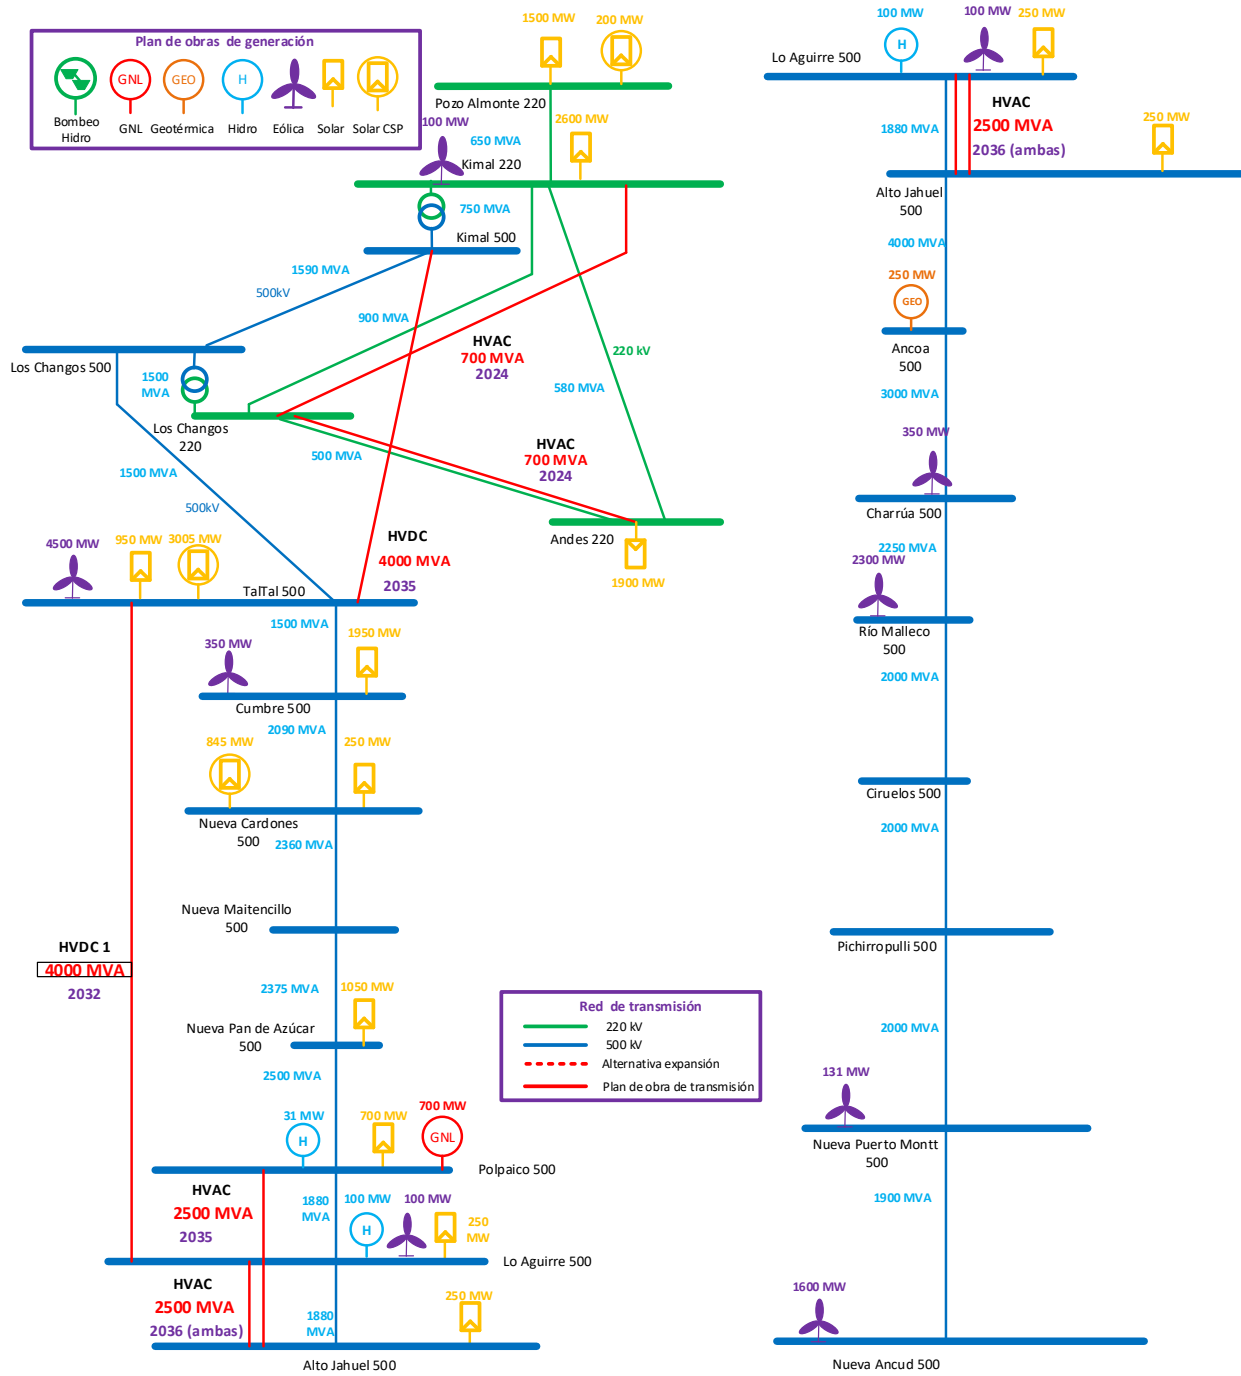 Plan de obras de generación
GNL
GEO
H
Bombeo
Hidro
GNL
Geotérmica
Hidro
Eólica
Solar
Solar CSP
1500 MW
200 MW
Pozo Almonte 220
100 MW
650 MVA
2600 MW
Kimal 220
750 MVA
Kimal 500
1590 MVA
500kV
900 MVA
HVAC
700 MVA
2024
220 kV
580 MVA
Los Changos 500
1500
MVA
Los Changos
220
500 MVA
HVAC
700 MVA
2024
1500 MVA
500kV
Andes 220
1900 MW
HVDC
4000 MVA
2035
4500 MW
950 MW
3005 MW
TalTal 500
1500 MVA
350 MW
1950 MW
Cumbre 500
2090 MVA
845 MW
250 MW
Nueva Cardones
500
2360 MVA
Nueva Maitencillo
500
HVDC 1
4000 MVA
2032
2375 MVA
1050 MW
Nueva Pan de Azúcar
500
2500 MVA
31 MW
H
700 MW
700 MW
GNL
Polpaico 500
HVAC
2500 MVA
2035
1880
MVA
100 MW
H
100 MW
250
MW
Lo Aguirre 500
HVAC
2500 MVA
2036 (ambas)
1880
MVA
250 MW
Alto Jahuel 500
Red de transmisión
220 kV
500 kV
Alternativa expansión
Plan de obra de transmisión
100 MW
H
100 MW
250 MW
Lo Aguirre 500
1880 MVA
HVAC
2500 MVA
2036 (ambas)
250 MW
Alto Jahuel
500
4000 MVA
250 MW
GEO
Ancoa
500
3000 MVA
350 MW
Charrúa 500
2250 MVA
2300 MW
Río Malleco
500
2000 MVA
Ciruelos 500
2000 MVA
Pichirropulli 500
2000 MVA
131 MW
Nueva Puerto Montt
500
1900 MVA
1600 MW
Nueva Ancud 500